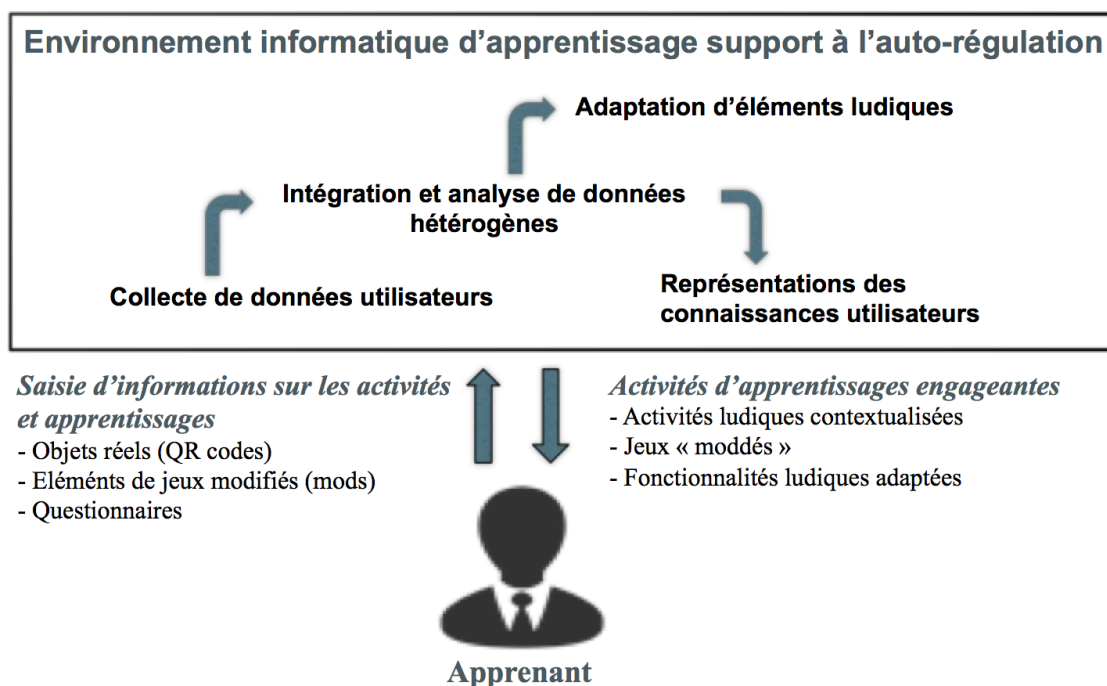 Environnement informatique d’apprentissage support à l’auto-régulation
Adaptation d’éléments ludiques
Intégration et analyse de données
hétérogènes
Collecte de données utilisateurs
Représentations des
connaissances utilisateurs
Saisie d’informations sur les activités
et apprentissages
- Objets réels (QR codes)
- Eléménts de jeux modifiés (mods)
- Questionnaires
Activités d’apprentissages engageantes
- Activités ludiques contextualisées
- Jeux « moddés »
- Fonctionnalités ludiques adaptées
Apprenant